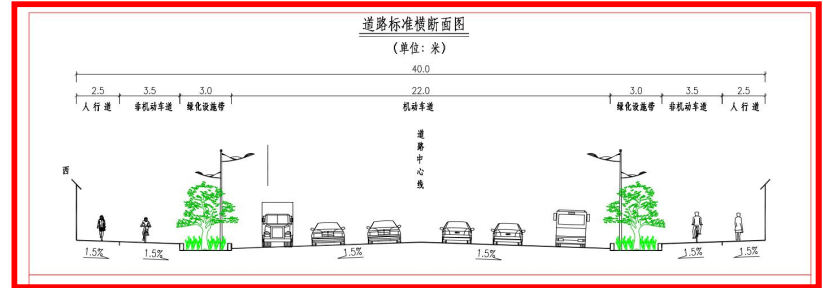 道路标准横断面图
(单位: 米)
40.0
2.5 3.5 3.0 22.0 3.0 3.5 2.5
人行道 非机动车道 绿化设施带 机动车道 绿化设施带 非机动车道 人行道
道路中心线
西
1.5% 1.5% 1.5% 1.5% 1.5% 1.5%